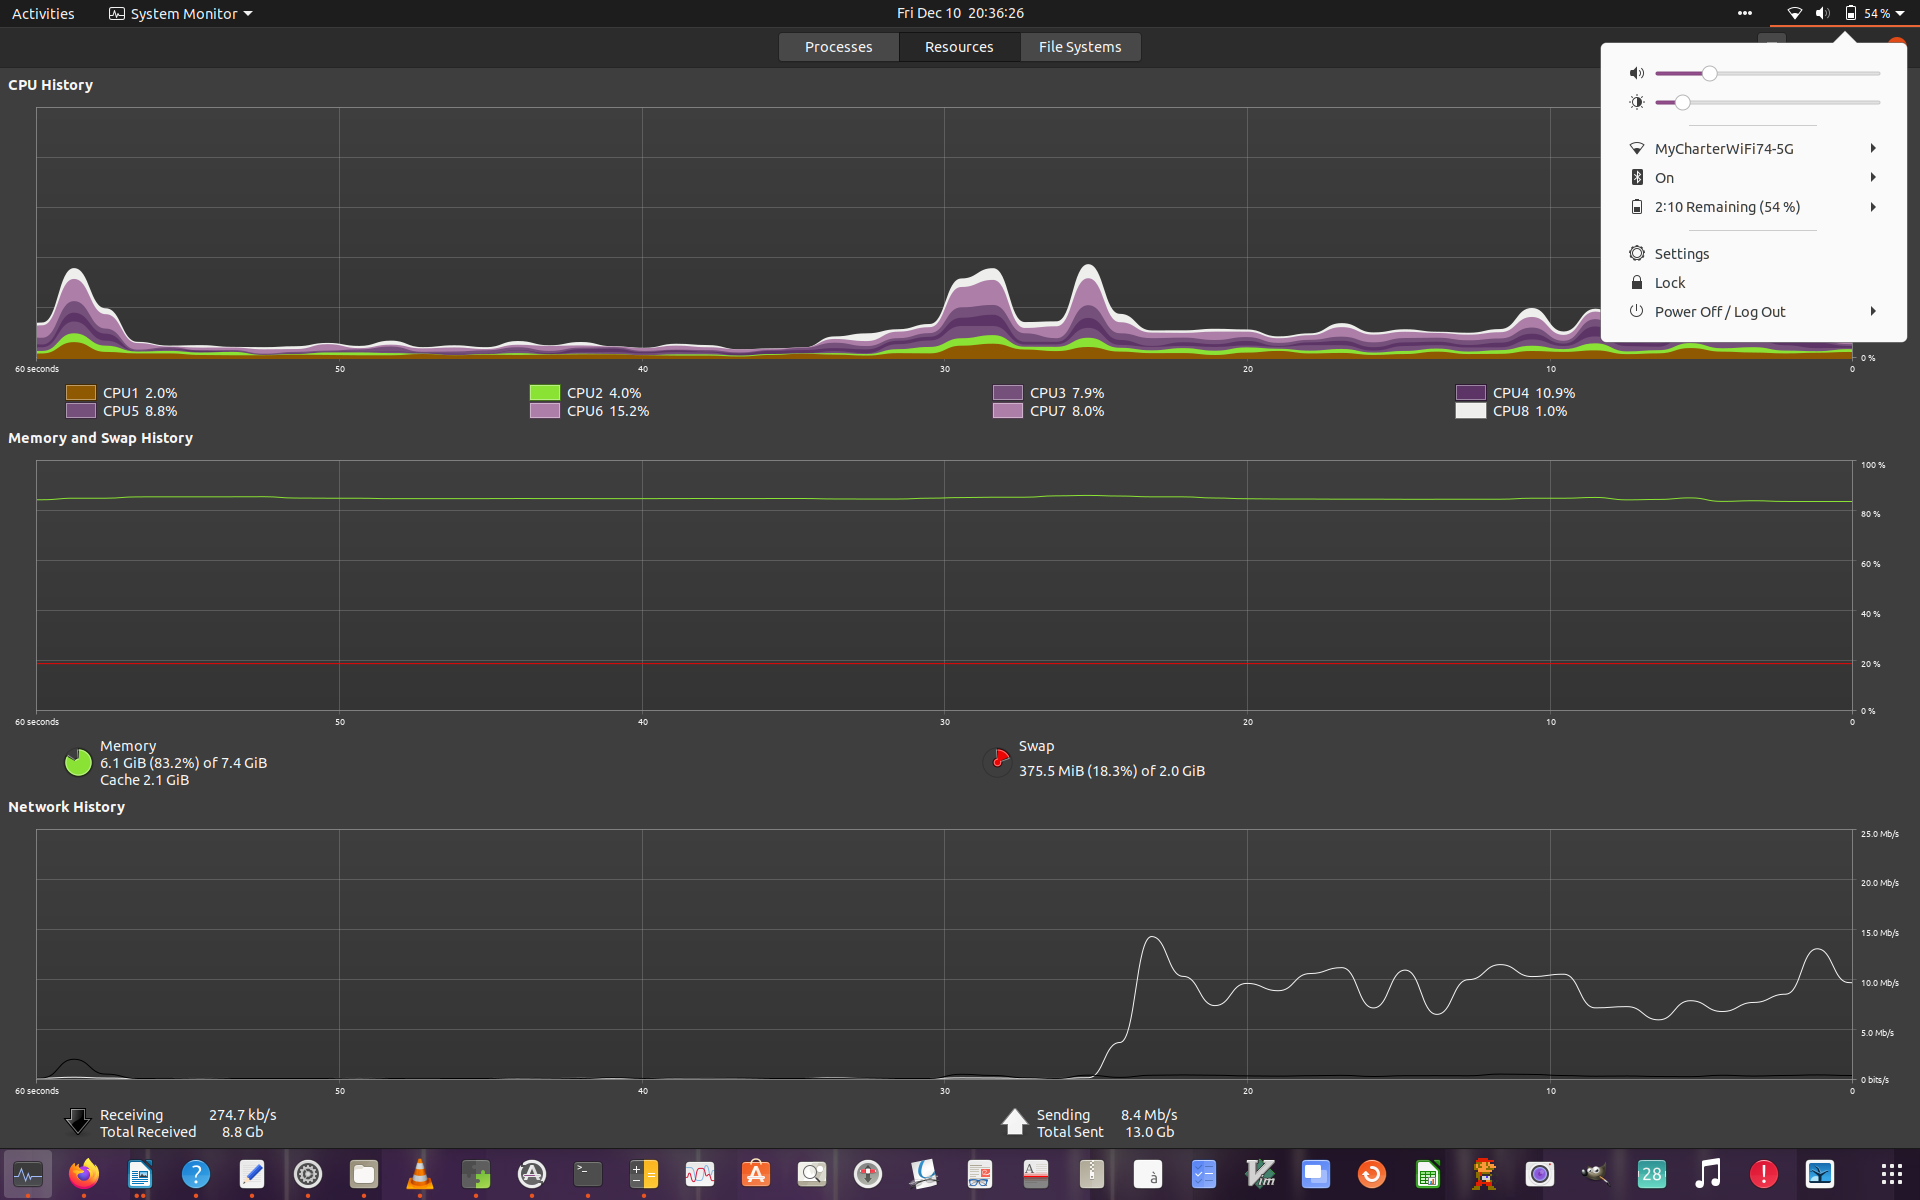 Activities
System Monitor
Fri Dec 10 20:36:26
54 %
Processes
Resources
File Systems
CPU History
MyCharterWiFi74-5G
On
2:10 Remaining (54 %)
Settings
Lock
Power Off / Log Out
0 %
60 seconds 50 40 30 20 10 0
CPU1 2.0% CPU2 4.0% CPU3 7.9% CPU4 10.9%
CPU5 8.8% CPU6 15.2% CPU7 8.0% CPU8 1.0%
Memory and Swap History
100 %
80 %
60 %
40 %
20 %
0 %
60 seconds 50 40 30 20 10 0
Memory
6.1 GiB (83.2%) of 7.4 GiB
Cache 2.1 GiB
Swap
375.5 MiB (18.3%) of 2.0 GiB
Network History
25.0 Mb/s
20.0 Mb/s
15.0 Mb/s
10.0 Mb/s
5.0 Mb/s
0 bits/s
60 seconds 50 40 30 20 10 0
Receiving 274.7 kb/s
Total Received 8.8 Gb
Sending 8.4 Mb/s
Total Sent 13.0 Gb
?
>_
A
à
Vim
28
!